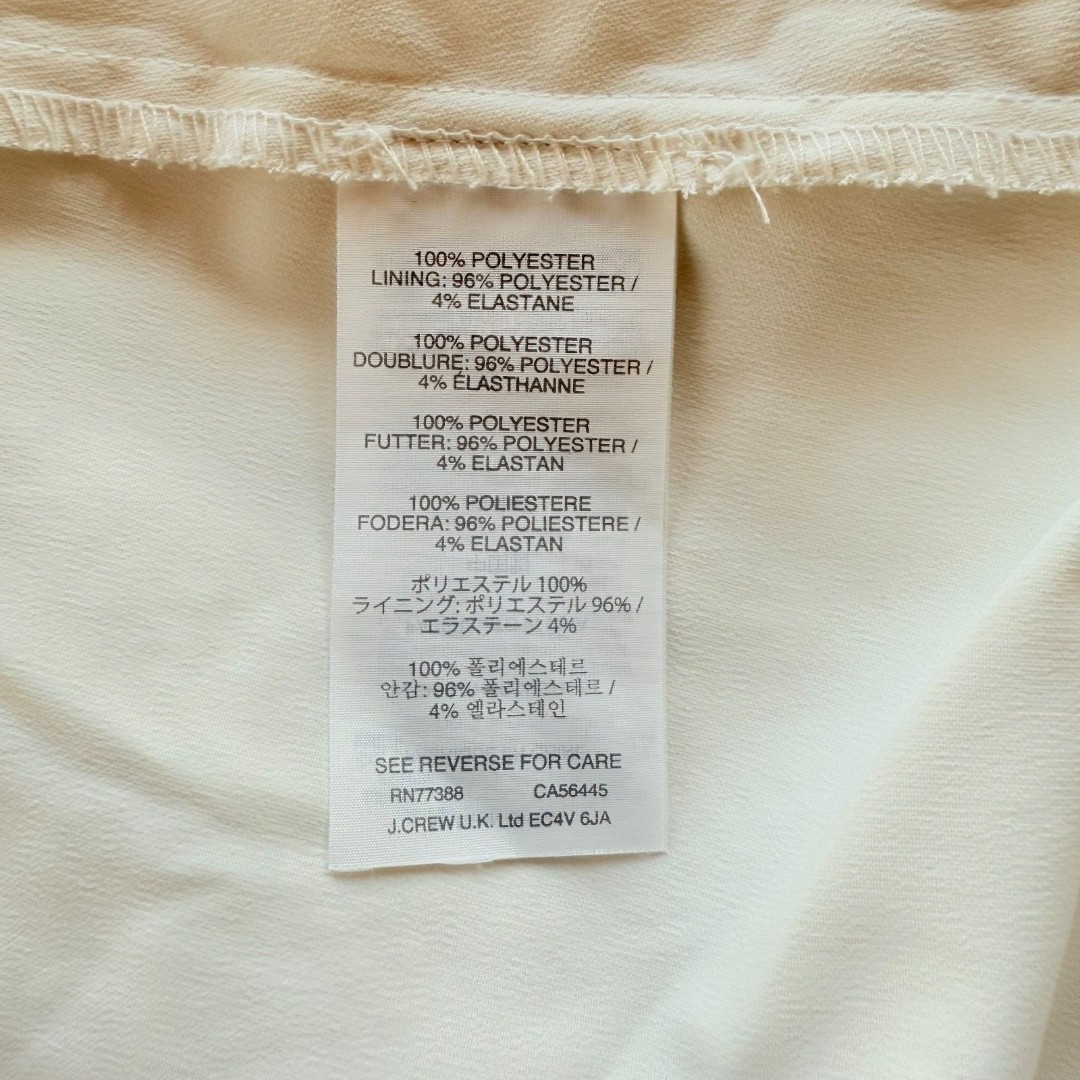 100% POLYESTER
LINING: 96% POLYESTER /
4% ELASTANE
100% POLYESTER
DOUBLURE: 96% POLYESTER /
4% ÉLASTHANNE
100% POLYESTER
FUTTER: 96% POLYESTER /
4% ELASTAN
100% POLIESTERE
FODERA: 96% POLIESTERE /
4% ELASTAN
ポリエステル 100%
ライニング: ポリエステル 96% /
エラステーン 4%
100% 폴리에스테르
안감: 96% 폴리에스테르 /
4% 엘라스테인
SEE REVERSE FOR CARE
RN77388 CA56445
J.CREW U.K. Ltd EC4V 6JA